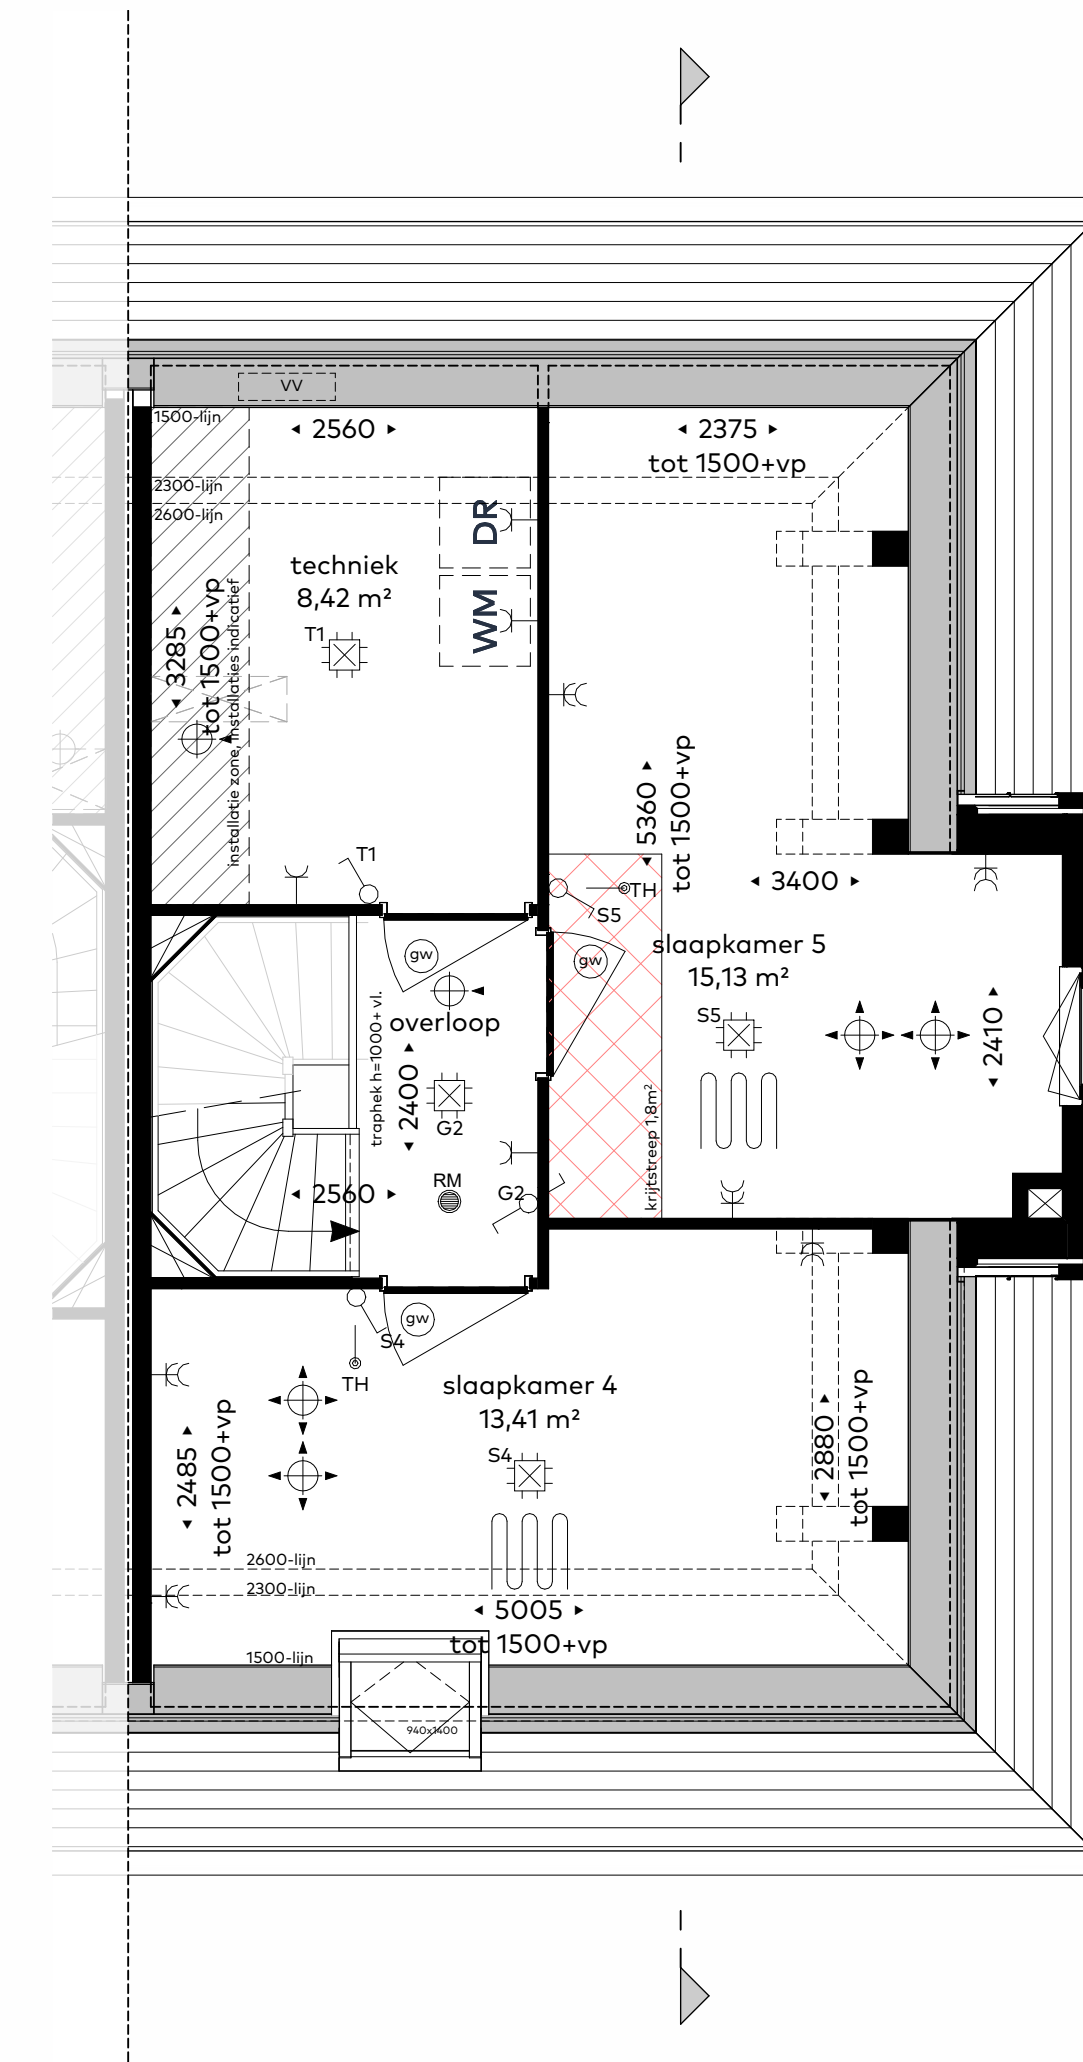 VV
1500-lijn
2560
2375
tot 1500+vp
2300-lijn
2600-lijn
DR
techniek
8,42 m²
WM
T1
3285
tot 1500+vp
installatie zone, installaties indicatief
5360
tot 1500+vp
T1
3400
TH
S5
gw
gw
slaapkamer 5
15,13 m²
S5
overloop
traphek h=1000+ vl.
2400
2410
G2
krijtstreep 1,8m²
RM
G2
2560
gw
S4
TH
slaapkamer 4
13,41 m²
S4
2485
tot 1500+vp
2880
tot 1500+vp
2600-lijn
2300-lijn
5005
tot 1500+vp
1500-lijn
940x1400